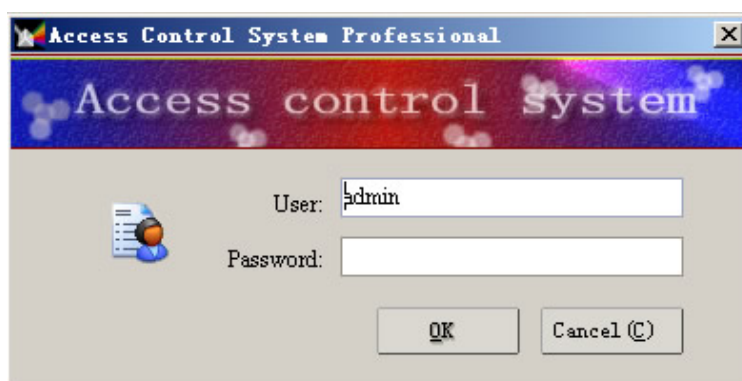 Access Control System Professional
Access control system
User: admin
Password:
OK Cancel(C)